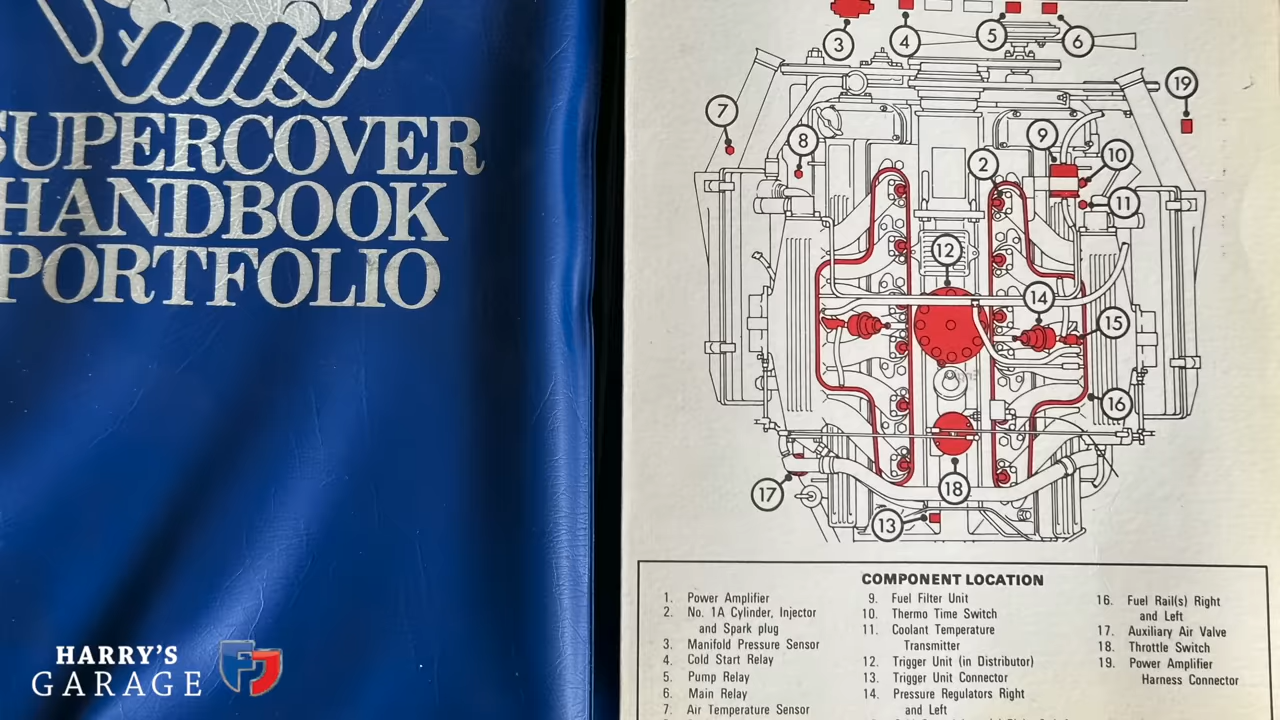 SUPERCOVER
HANDBOOK
PORTFOLIO
HARRY'S
GARAGE
3
4
5
6
7
8
9
19
2
10
11
12
14
15
16
17
18
13
COMPONENT LOCATION
1. Power Amplifier
2. No. 1A Cylinder, Injector
and Spark plug
3. Manifold Pressure Sensor
4. Cold Start Relay
5. Pump Relay
6. Main Relay
7. Air Temperature Sensor
9. Fuel Filter Unit
10. Thermo Time Switch
11. Coolant Temperature
Transmitter
12. Trigger Unit (in Distributor)
13. Trigger Unit Connector
14. Pressure Regulators Right
and Left
16. Fuel Rail(s) Right
and Left
17. Auxiliary Air Valve
18. Throttle Switch
19. Power Amplifier
Harness Connector